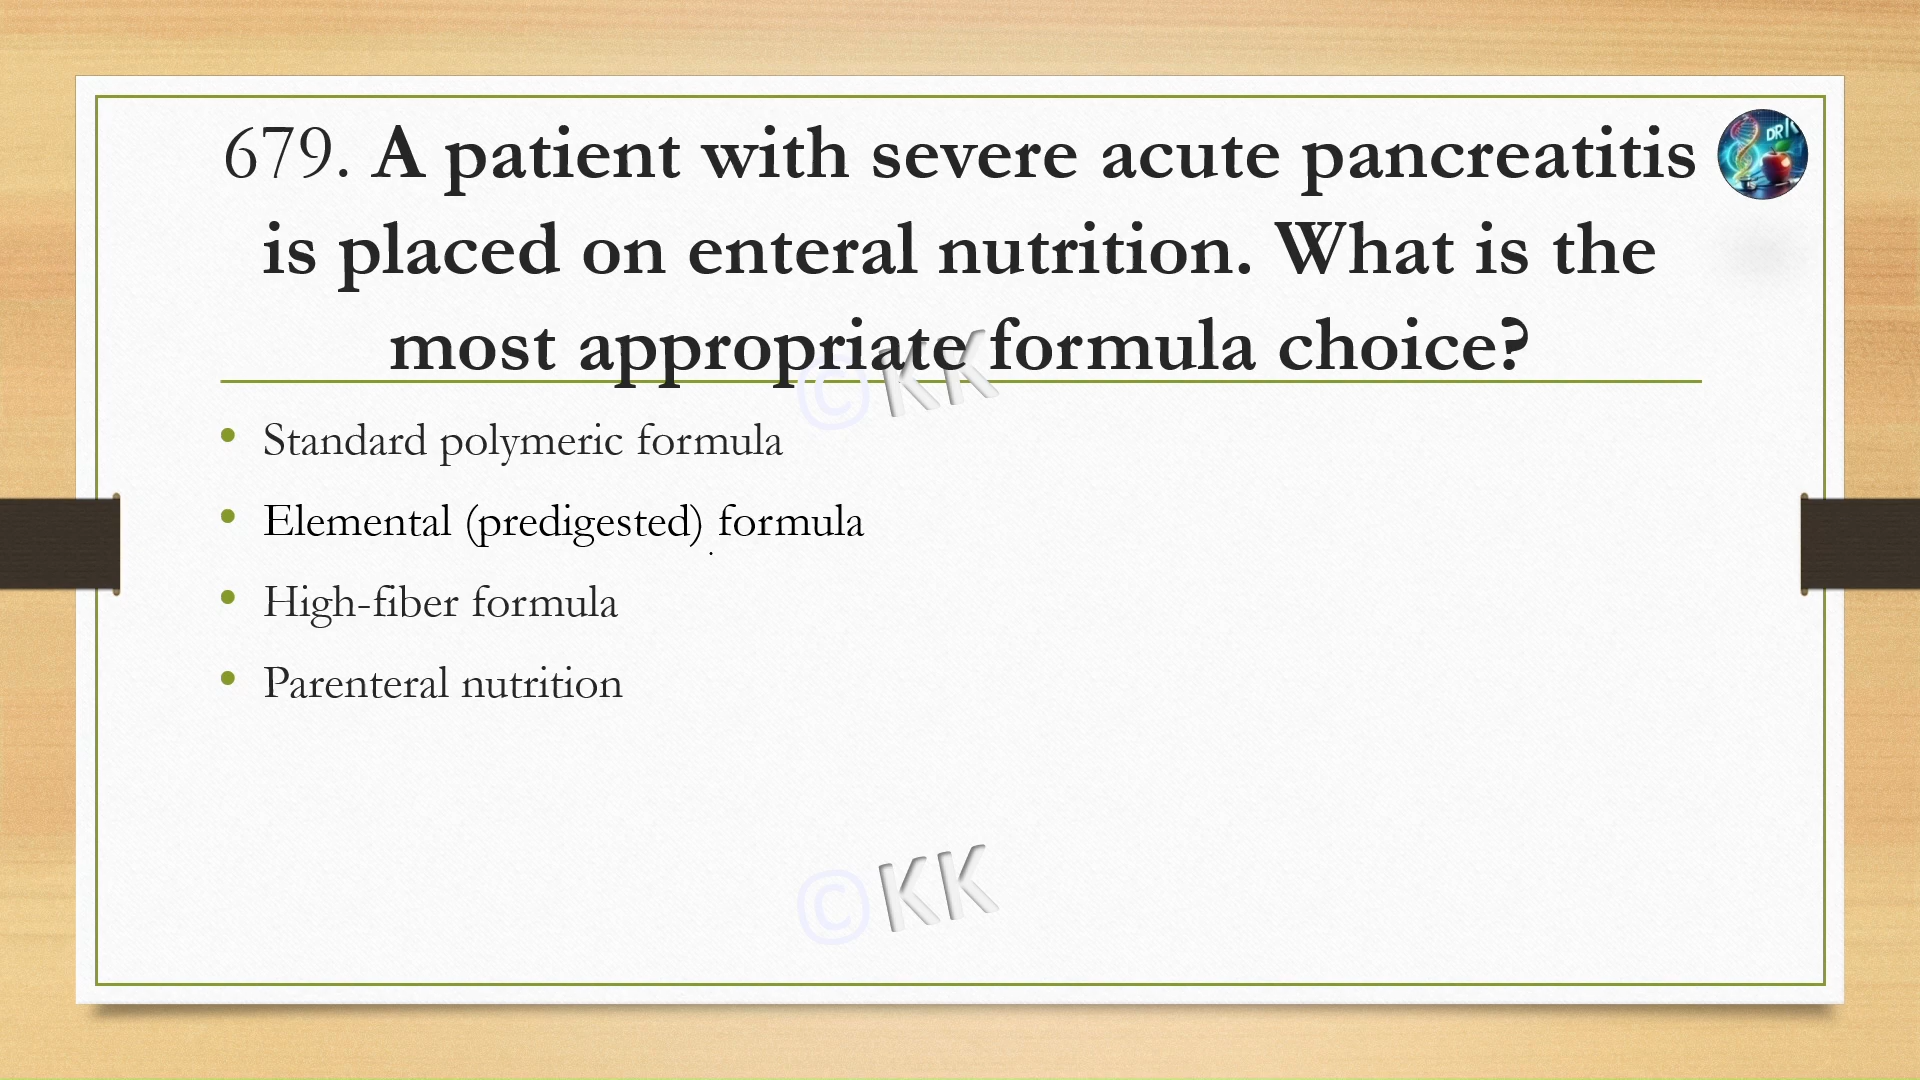 679. A patient with severe acute pancreatitis
is placed on enteral nutrition. What is the
most appropriate formula choice?
©KK
• Standard polymeric formula
• Elemental (predigested) formula
• High-fiber formula
• Parenteral nutrition
©KK